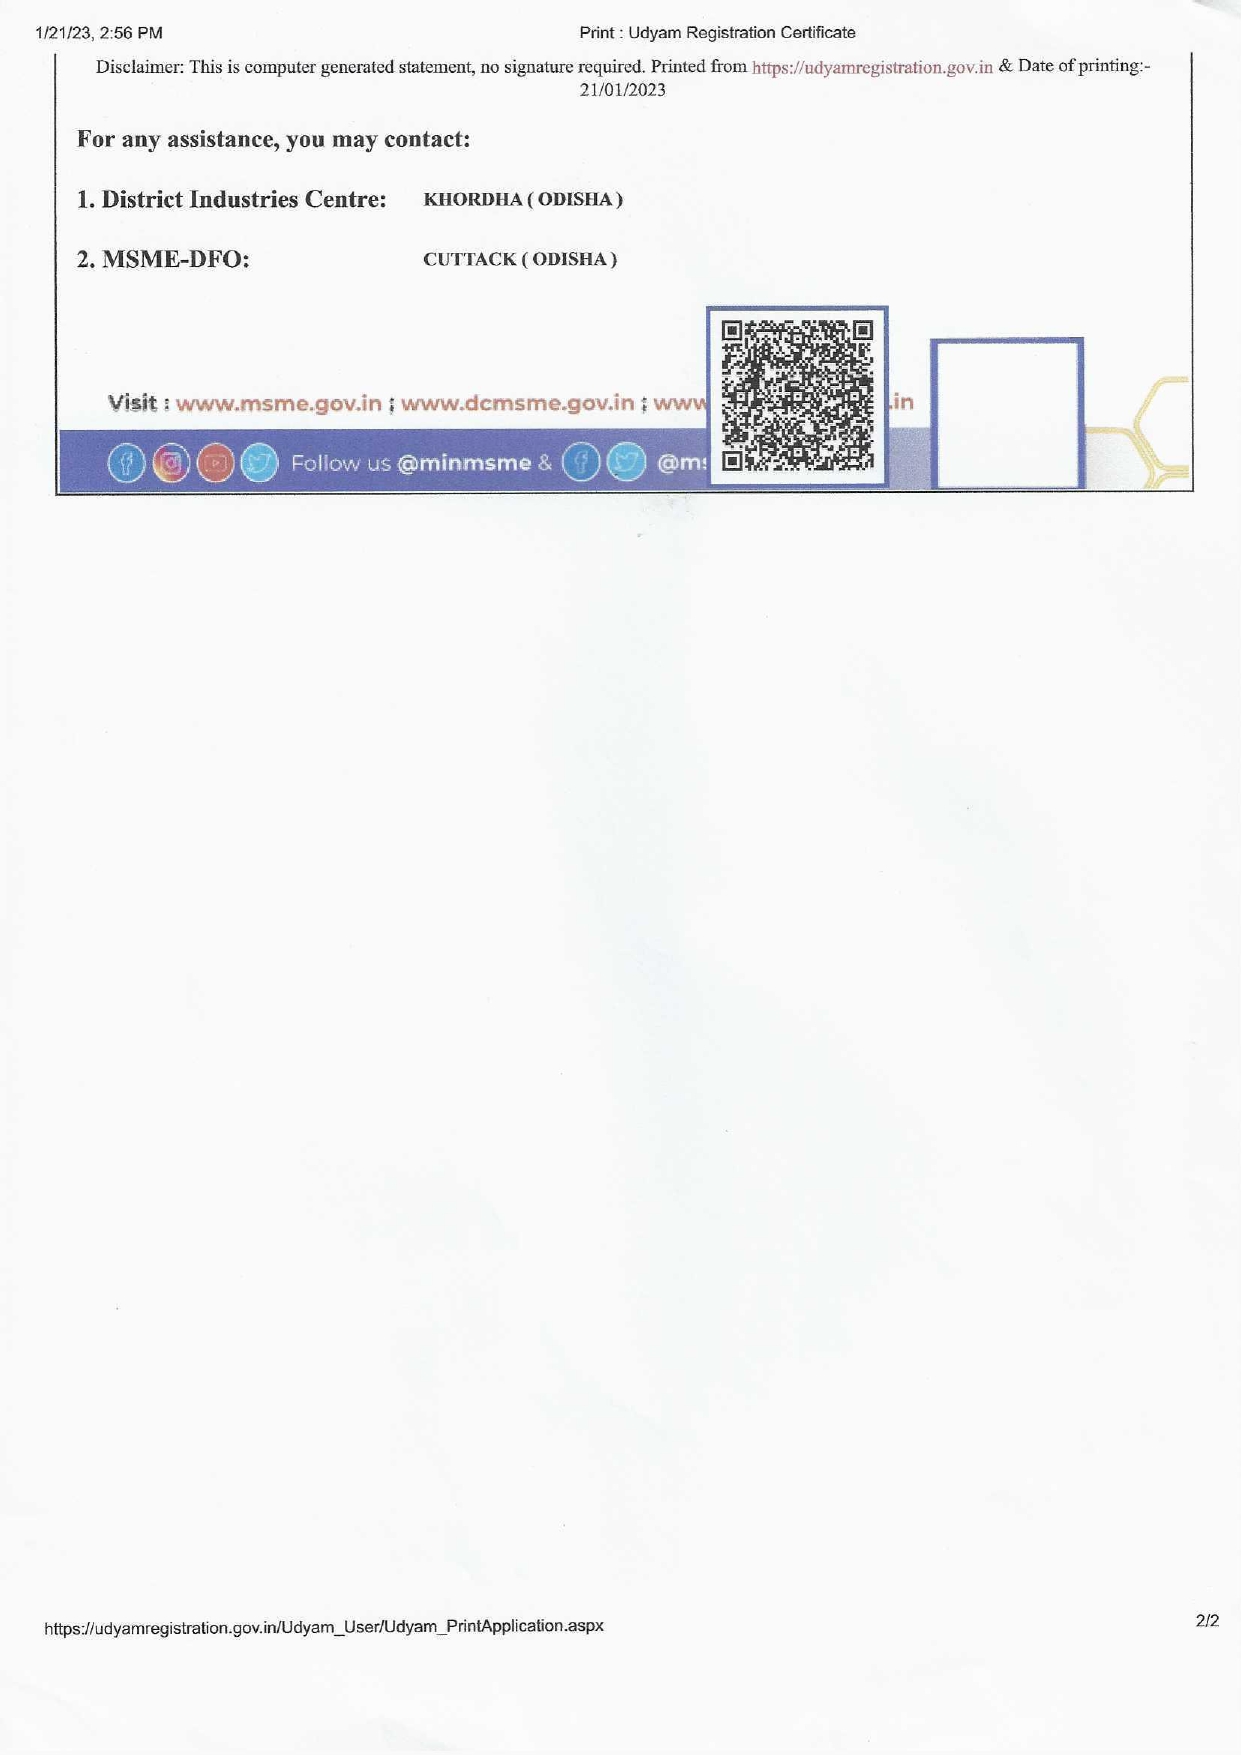 1/21/23, 2:56 PM
Print : Udyam Registration Certificate
Disclaimer: This is computer generated statement, no signature required. Printed from https://udyamregistration.gov.in & Date of printing:-
21/01/2023
For any assistance, you may contact:
1. District Industries Centre: KHORDHA ( ODISHA )
2. MSME-DFO: CUTTACK ( ODISHA )
Visit : www.msme.gov.in ; www.dcmsme.gov.in ; www .in
Follow us @minmsme & @ms
https://udyamregistration.gov.in/Udyam_User/Udyam_PrintApplication.aspx
2/2